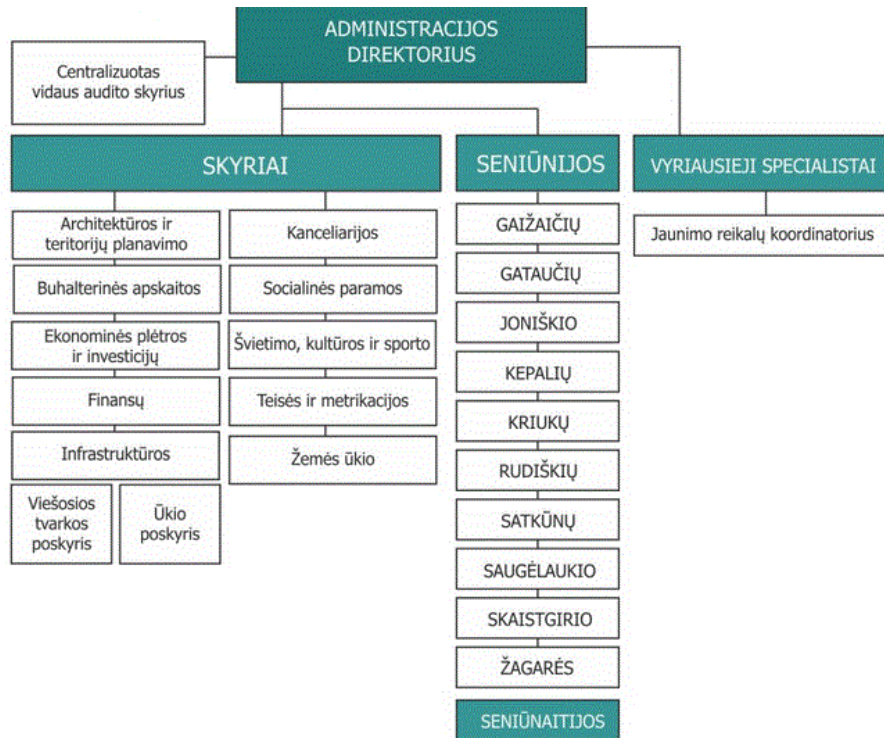 ADMINISTRACIJOS
DIREKTORIUS
Centralizuotas
vidaus audito skyrius
SKYRIAI
Architektūros ir
teritorijų planavimo
Buhalterinės apskaitos
Ekonominės plėtros
ir investicijų
Finansų
Infrastruktūros
Viešosios
tvarkos
poskyris
Ūkio
poskyris
Kanceliarijos
Socialinės paramos
Švietimo, kultūros ir sporto
Teisės ir metrikacijos
Žemės ūkio
SENIŪNIJOS
GAIŽAIČIŲ
GATAUČIŲ
JONIŠKIO
KEPALIŲ
KRIUKŲ
RUDIŠKIŲ
SATKŪNŲ
SAUGĖLAUKIO
SKAISTGIRIO
ŽAGARĖS
SENIŪNAITIJOS
VYRIAUSIEJI SPECIALISTAI
Jaunimo reikalų koordinatorius